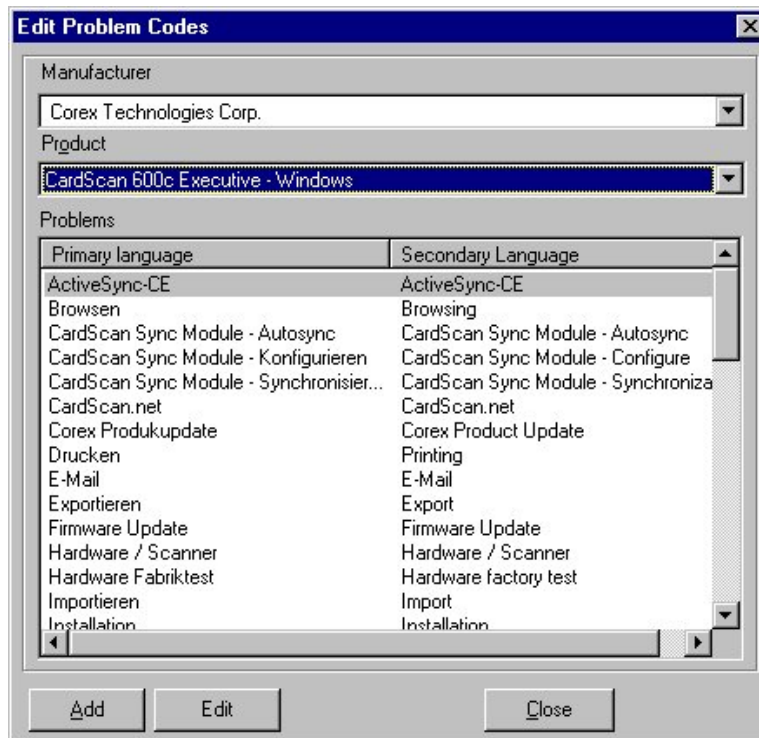 Edit Problem Codes
Manufacturer
Corex Technologies Corp.
Product
CardScan 600c Executive - Windows
Problems
Primary language Secondary Language
ActiveSync-CE ActiveSync-CE
Browsen Browsing
CardScan Sync Module - Autosync CardScan Sync Module - Autosync
CardScan Sync Module - Konfigurieren CardScan Sync Module - Configure
CardScan Sync Module - Synchronisier... CardScan Sync Module - Synchroniza
CardScan.net CardScan.net
Corex Produkupdate Corex Product Update
Drucken Printing
E-Mail E-Mail
Exportieren Export
Firmware Update Firmware Update
Hardware / Scanner Hardware / Scanner
Hardware Fabriktest Hardware factory test
Importieren Import
Installation Installation
Add Edit Close